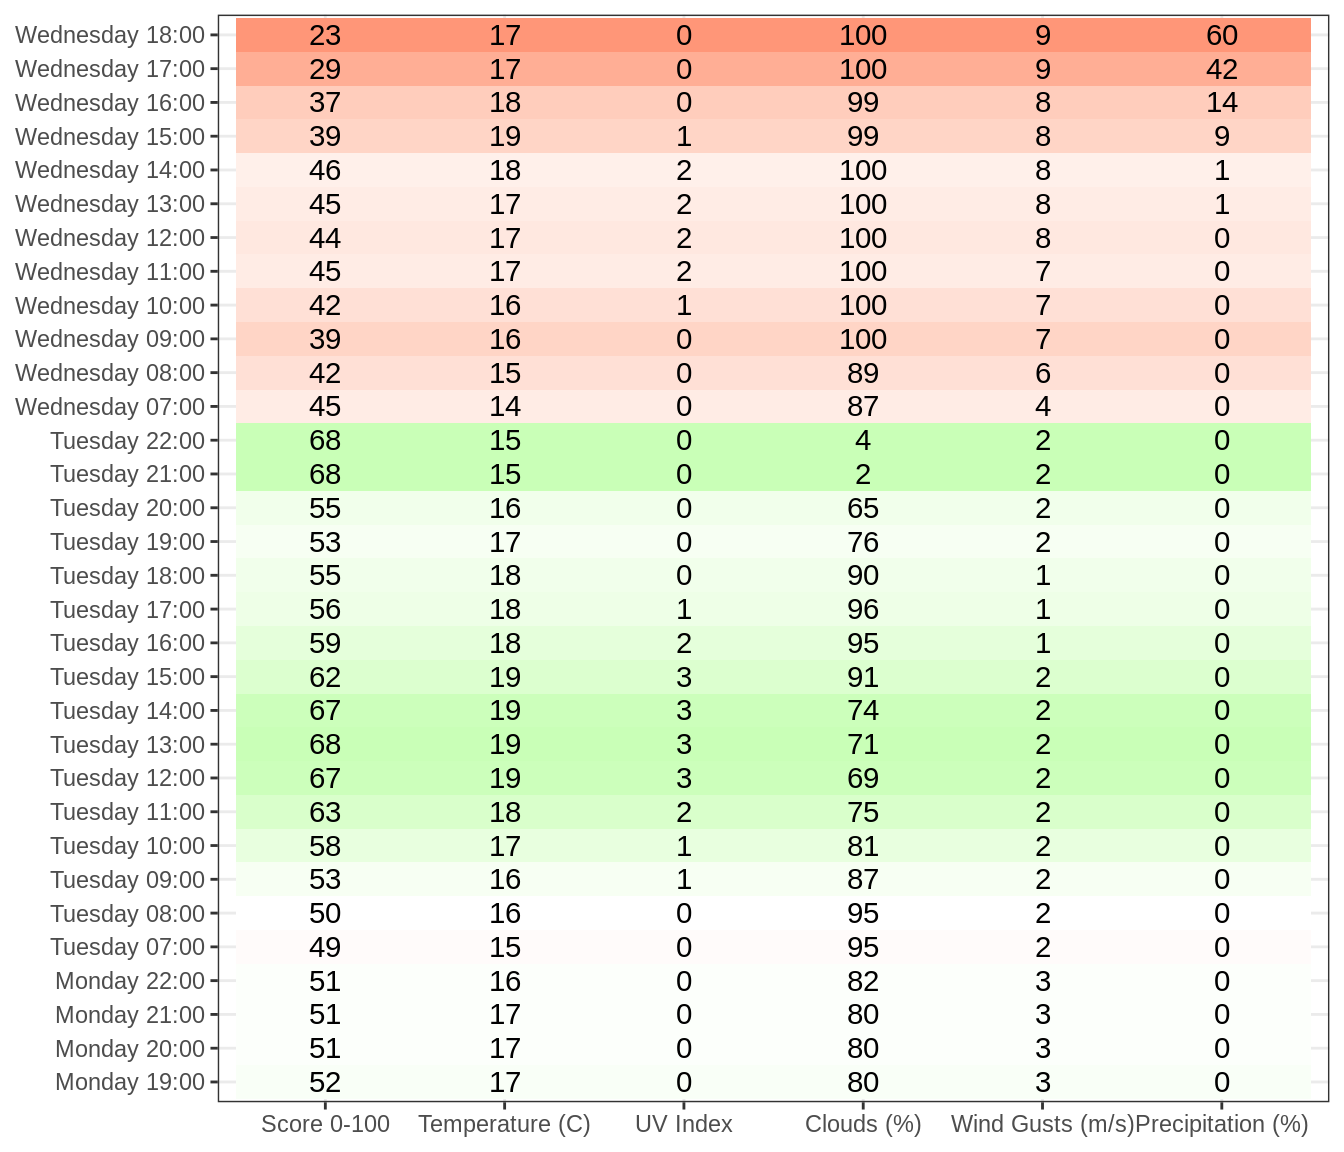 Wednesday 18:00 23 17 0 100 9 60
Wednesday 17:00 29 17 0 100 9 42
Wednesday 16:00 37 18 0 99 8 14
Wednesday 15:00 39 19 1 99 8 9
Wednesday 14:00 46 18 2 100 8 1
Wednesday 13:00 45 17 2 100 8 1
Wednesday 12:00 44 17 2 100 8 0
Wednesday 11:00 45 17 2 100 7 0
Wednesday 10:00 42 16 1 100 7 0
Wednesday 09:00 39 16 0 100 7 0
Wednesday 08:00 42 15 0 89 6 0
Wednesday 07:00 45 14 0 87 4 0
Tuesday 22:00 68 15 0 4 2 0
Tuesday 21:00 68 15 0 2 2 0
Tuesday 20:00 55 16 0 65 2 0
Tuesday 19:00 53 17 0 76 2 0
Tuesday 18:00 55 18 0 90 1 0
Tuesday 17:00 56 18 1 96 1 0
Tuesday 16:00 59 18 2 95 1 0
Tuesday 15:00 62 19 3 91 2 0
Tuesday 14:00 67 19 3 74 2 0
Tuesday 13:00 68 19 3 71 2 0
Tuesday 12:00 67 19 3 69 2 0
Tuesday 11:00 63 18 2 75 2 0
Tuesday 10:00 58 17 1 81 2 0
Tuesday 09:00 53 16 1 87 2 0
Tuesday 08:00 50 16 0 95 2 0
Tuesday 07:00 49 15 0 95 2 0
Monday 22:00 51 16 0 82 3 0
Monday 21:00 51 17 0 80 3 0
Monday 20:00 51 17 0 80 3 0
Monday 19:00 52 17 0 80 3 0
Score 0-100 Temperature (C) UV Index Clouds (%) Wind Gusts (m/s) Precipitation (%)